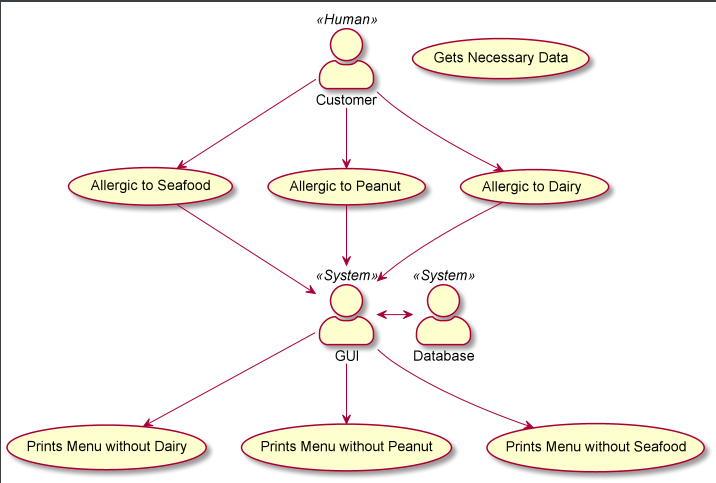 «Human»
Customer
Gets Necessary Data
Allergic to Seafood
Allergic to Peanut
Allergic to Dairy
«System»
GUI
«System»
Database
Prints Menu without Dairy
Prints Menu without Peanut
Prints Menu without Seafood